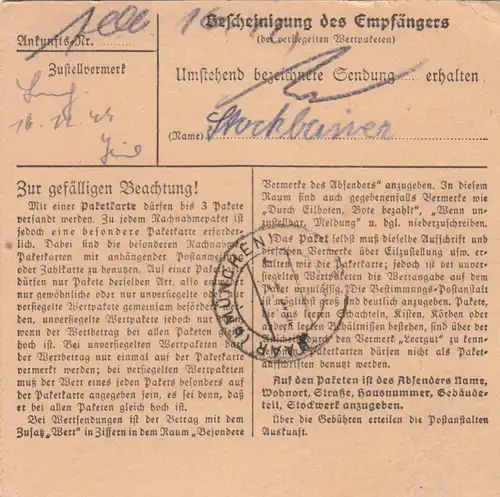 Ankunfts-Nr.
Zustellvermerk
16.
Bescheinigung des Empfängers
(bei versiegelten Wertpaketen)
Umstehend bezeichnete Sendung erhalten
(Name) Stockbauer
Zur gefälligen Beachtung!
Mit einer Paketkarte dürfen bis 3 Pakete
versandt werden. Zu jedem Nachnahmepaket ist
jedoch eine besondere Paketkarte erforder-
lich. Dabei sind die besonderen Nachnahme-
Paketkarten mit anhängender Postanweisung
oder Zahlkarte zu benutzen. Auf einer Paketkarte
dürfen nur Pakete derselben Art, also entweder
nur gewöhnliche oder nur unversiegelte oder nur
versiegelte Wertpakete gemeinsam befördert wer-
den, unversiegelte Wertpakete jedoch nur,
wenn der Wertbetrag bei allen Paketen gleich
hoch ist. Bei unversiegelten Wertpaketen darf
der Wertbetrag nur einmal auf der Paketkarte
vermerkt werden; bei versiegelten Wertpaketen
muß der Wert eines jeden Pakets besonders auf
der Paketkarte angegeben sein, es sei denn, daß
er bei allen Paketen gleich hoch ist.
Bei Wertsendungen ist der Betrag mit dem
Zusatz „Wert" in Ziffern in dem Raum „Besondere
Vermerke des Absenders" anzugeben. In diesem
Raum sind auch gegebenenfalls Vermerke wie
„Durch Eilboten, Bote bezahlt", „Wenn un-
zustellbar, Meldung" u. dgl. niederzuschreiben.
Das Paket selbst muß dieselbe Aufschrift und
dieselben Vermerke über Eilzustellung usw. er-
halten wie die Paketkarte; jedoch ist bei unver-
siegelten Wertpaketen die Wertangabe auf dem
Paket unzulässig. Die Bestimmungs-Postanstalt
ist möglichst groß und deutlich anzugeben. Pakete,
die aus leeren Schachteln, Kisten, Körben oder
ähnlichen leeren Behältnissen bestehen, sind über der
Aufschrift durch den Vermerk „Leergut" zu kenn-
zeichnen. Paketkarten dürfen nicht als Paket-
aufschriften benutzt werden.
Auf den Paketen ist des Absenders Name,
Wohnort, Straße, Hausnummer, Gebäude-
teil, Stockwerk anzugeben.
Über die Gebühren erteilen die Postanstalten
Auskunft.
HAAR (MÜNCHEN)